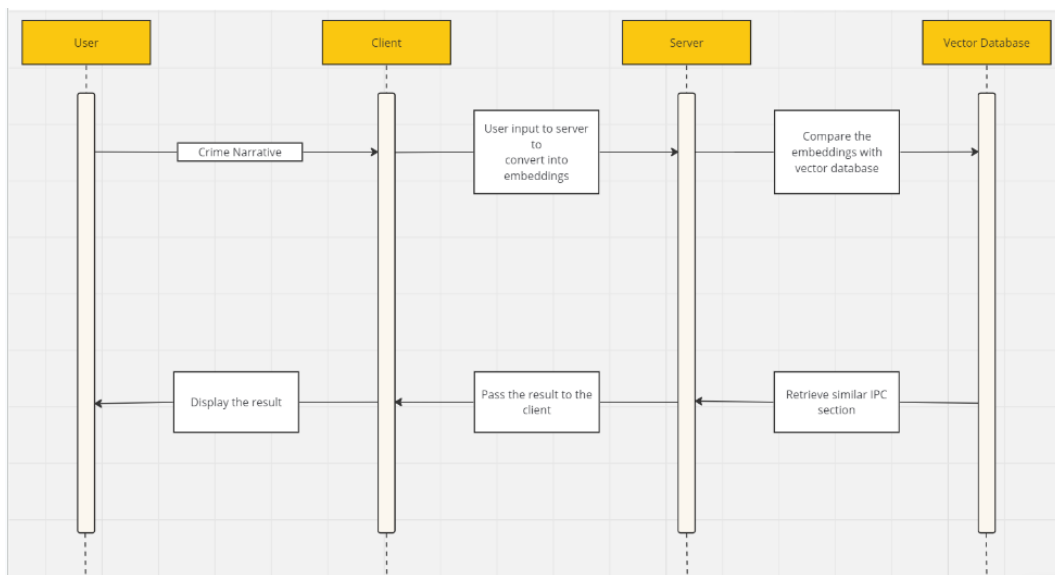 User
Client
Server
Vector Database
Crime Narrative
User input to server
to
convert into
embeddings
Compare the
embeddings with
vector database
Display the result
Pass the result to the
client
Retrieve similar IPC
section